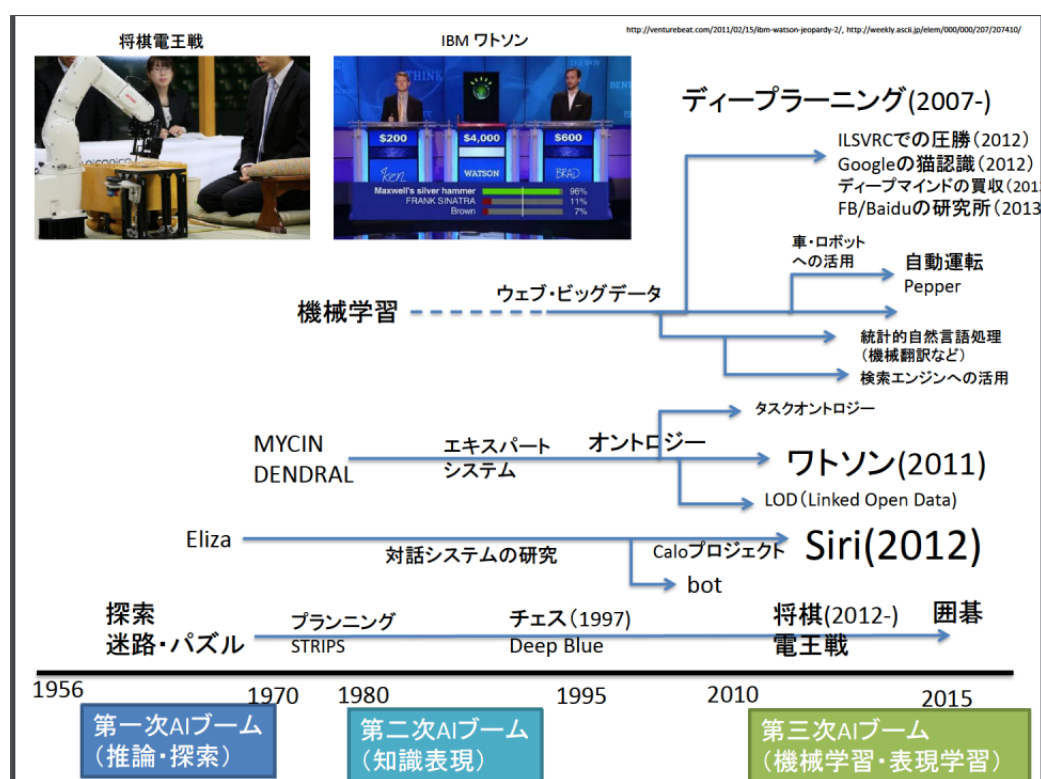 http://venturebeat.com/2011/02/15/ibm-watson-jeopardy-2/, http://weekly.ascii.jp/elem/000/000/207/207410/
将棋電王戦
IBM ワトソン
THINK
$200
$4,000
$600
Ken
WATSON
BRAD
Maxwell's silver hammer 96%
FRANK SINATRA 11%
Brown 7%
ディープラーニング(2007-)
ILSVRCでの圧勝(2012)
Googleの猫認識(2012)
ディープマインドの買収(201
FB/Baiduの研究所(2013
車・ロボット
への活用
自動運転
Pepper
機械学習
ウェブ・ビッグデータ
統計的自然言語処理
(機械翻訳など)
検索エンジンへの活用
タスクオントロジー
MYCIN
DENDRAL
エキスパート
システム
オントロジー
ワトソン(2011)
LOD(Linked Open Data)
Eliza
対話システムの研究
Caloプロジェクト
Siri(2012)
bot
探索
迷路・パズル
プランニング
STRIPS
チェス(1997)
Deep Blue
将棋(2012-)
電王戦
囲碁
1956
1970
1980
1995
2010
2015
第一次AIブーム
(推論・探索)
第二次AIブーム
(知識表現)
第三次AIブーム
(機械学習・表現学習)